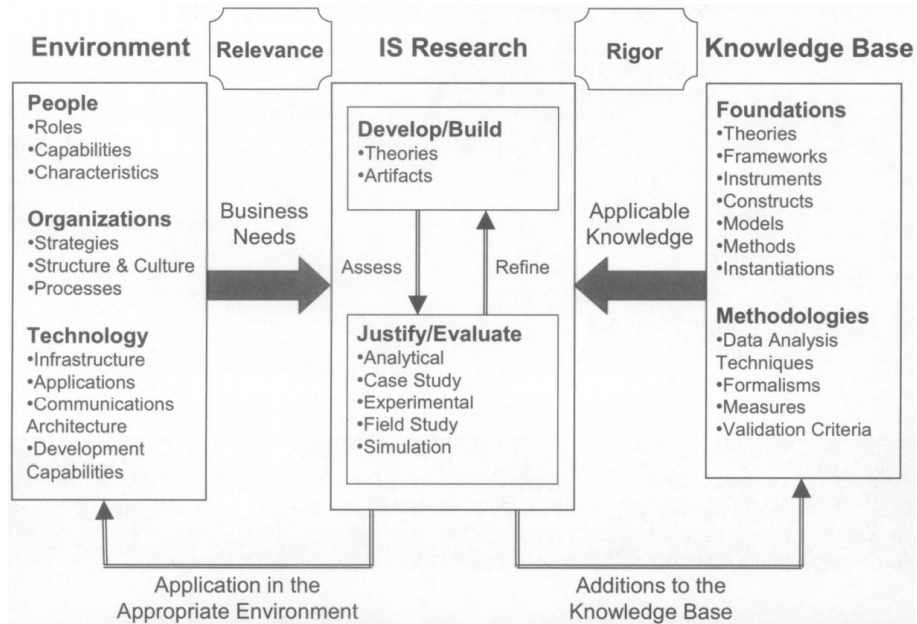 Environment
Relevance
IS Research
Rigor
Knowledge Base
People
•Roles
•Capabilities
•Characteristics
Organizations
•Strategies
•Structure & Culture
•Processes
Technology
•Infrastructure
•Applications
•Communications
Architecture
•Development
Capabilities
Business
Needs
Develop/Build
•Theories
•Artifacts
Assess
Refine
Justify/Evaluate
•Analytical
•Case Study
•Experimental
•Field Study
•Simulation
Applicable
Knowledge
Foundations
•Theories
•Frameworks
•Instruments
•Constructs
•Models
•Methods
•Instantiations
Methodologies
•Data Analysis
Techniques
•Formalisms
•Measures
•Validation Criteria
Application in the
Appropriate Environment
Additions to the
Knowledge Base